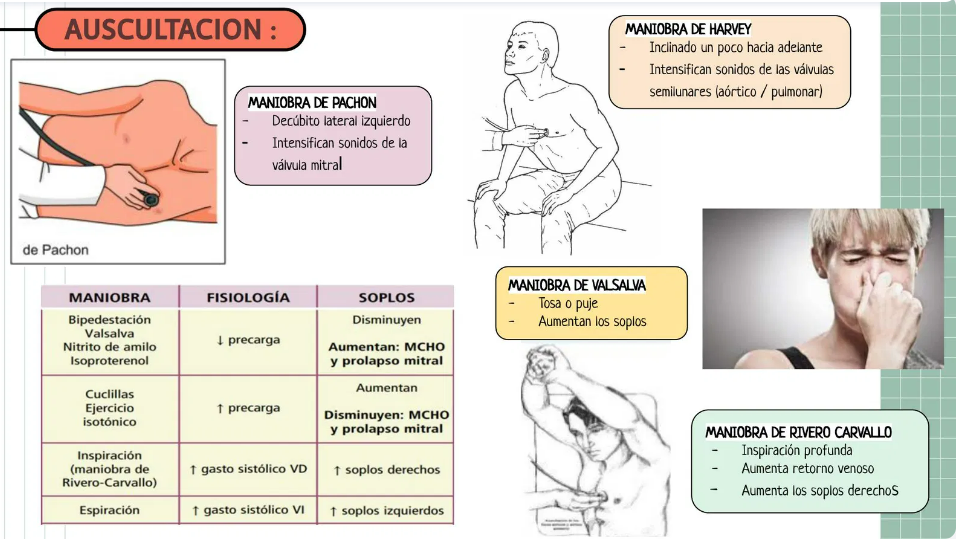 AUSCULTACION :
MANIOBRA DE PACHON
- Decúbito lateral izquierdo
- Intensifican sonidos de la
válvula mitral
de Pachon
MANIOBRA DE HARVEY
- Inclinado un poco hacia adelante
- Intensifican sonidos de las válvulas
semilunares (aórtico / pulmonar)
MANIOBRA DE VALSALVA
- Tosa o puje
- Aumentan los soplos
MANIOBRA FISIOLOGÍA SOPLOS
Bipedestación
Valsalva
Nitrito de amilo
Isoproterenol
↓ precarga
Disminuyen
Aumentan: MCHO
y prolapso mitral
Cuclillas
Ejercicio
isotónico
↑ precarga
Aumentan
Disminuyen: MCHO
y prolapso mitral
Inspiración
(maniobra de
Rivero-Carvallo)
↑ gasto sistólico VD
↑ soplos derechos
Espiración
↑ gasto sistólico VI
↑ soplos izquierdos
MANIOBRA DE RIVERO CARVALLO
- Inspiración profunda
- Aumenta retorno venoso
- Aumenta los soplos derechos